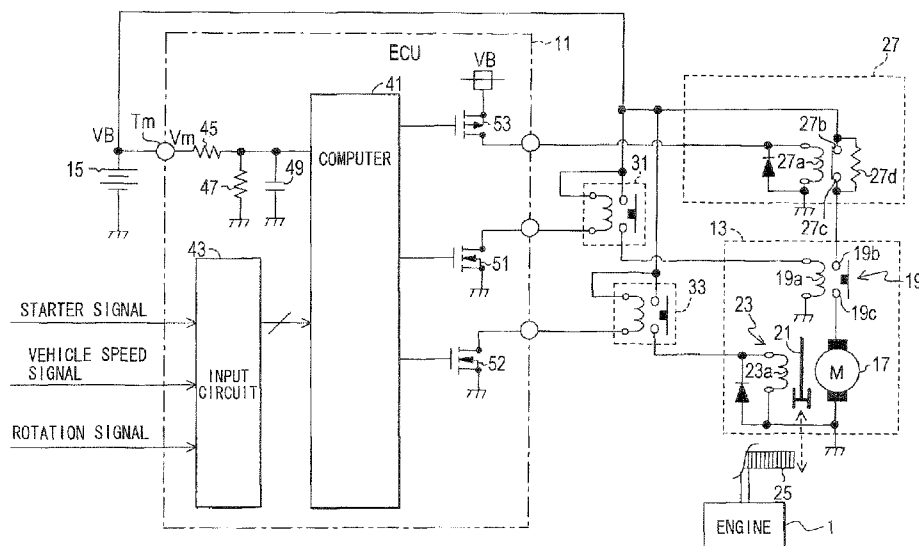 ECU
11
27
VB
41
53
Tm
Vm
45
VB
15
COMPUTER
27b
27a
27d
47
49
31
27c
13
43
19b
51
19a
19
33
19c
STARTER SIGNAL
23
21
52
17
VEHICLE SPEED
SIGNAL
INPUT
CIRCUIT
23a
M
ROTATION SIGNAL
25
ENGINE
1